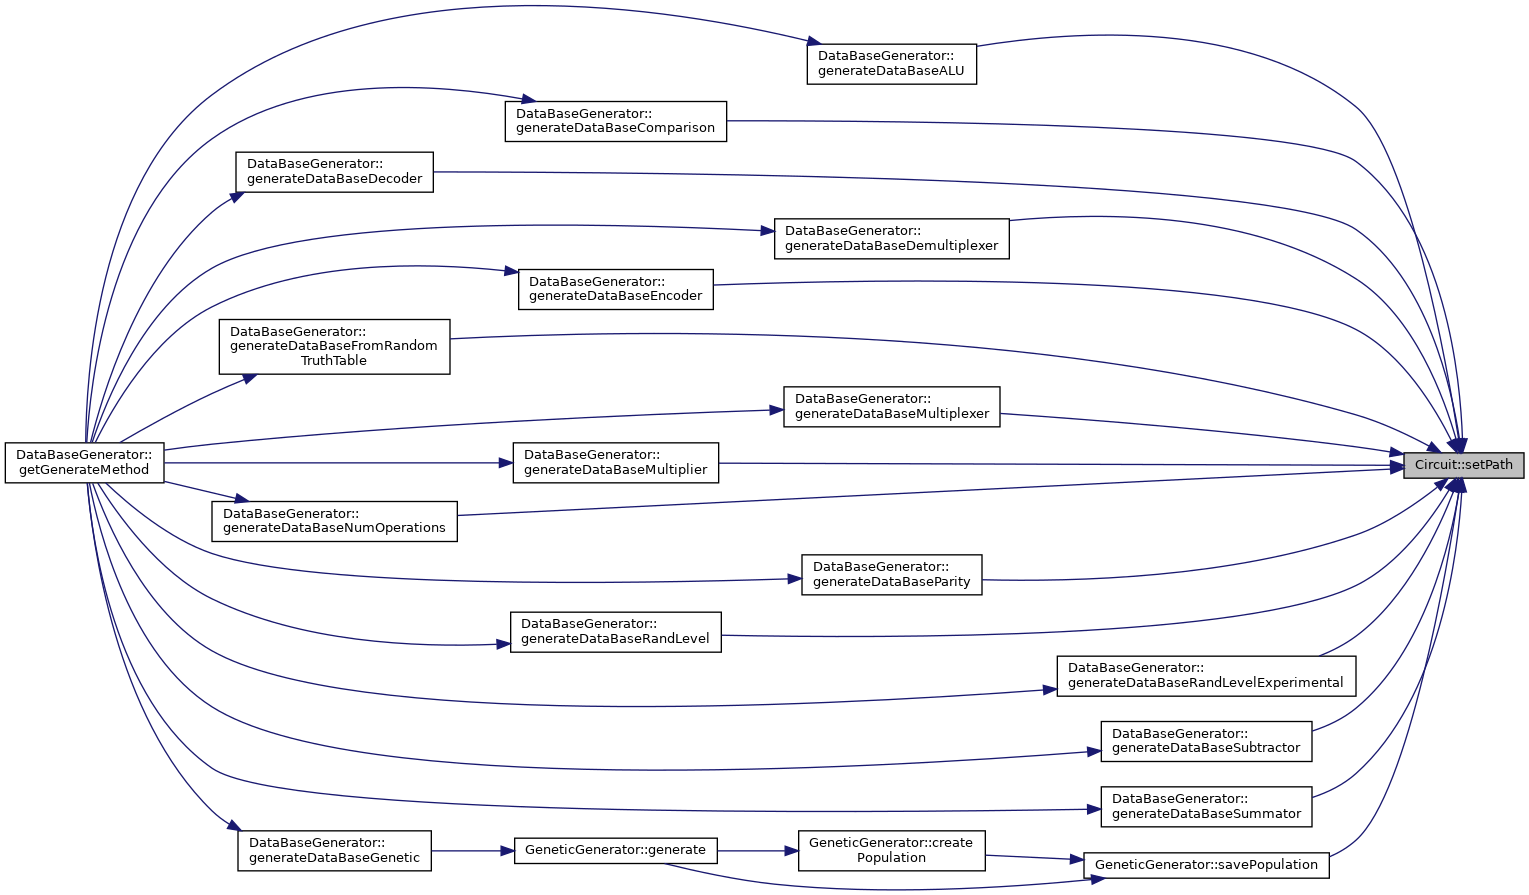 DataBaseGenerator::
generateDataBaseALU
DataBaseGenerator::
generateDataBaseComparison
DataBaseGenerator::
generateDataBaseDecoder
DataBaseGenerator::
generateDataBaseDemultiplexer
DataBaseGenerator::
generateDataBaseEncoder
DataBaseGenerator::
generateDataBaseFromRandom
TruthTable
DataBaseGenerator::
generateDataBaseMultiplexer
DataBaseGenerator::
getGenerateMethod
DataBaseGenerator::
generateDataBaseMultiplier
Circuit::setPath
DataBaseGenerator::
generateDataBaseNumOperations
DataBaseGenerator::
generateDataBaseParity
DataBaseGenerator::
generateDataBaseRandLevel
DataBaseGenerator::
generateDataBaseRandLevelExperimental
DataBaseGenerator::
generateDataBaseSubtractor
DataBaseGenerator::
generateDataBaseSummator
DataBaseGenerator::
generateDataBaseGenetic
GeneticGenerator::generate
GeneticGenerator::create
Population
GeneticGenerator::savePopulation